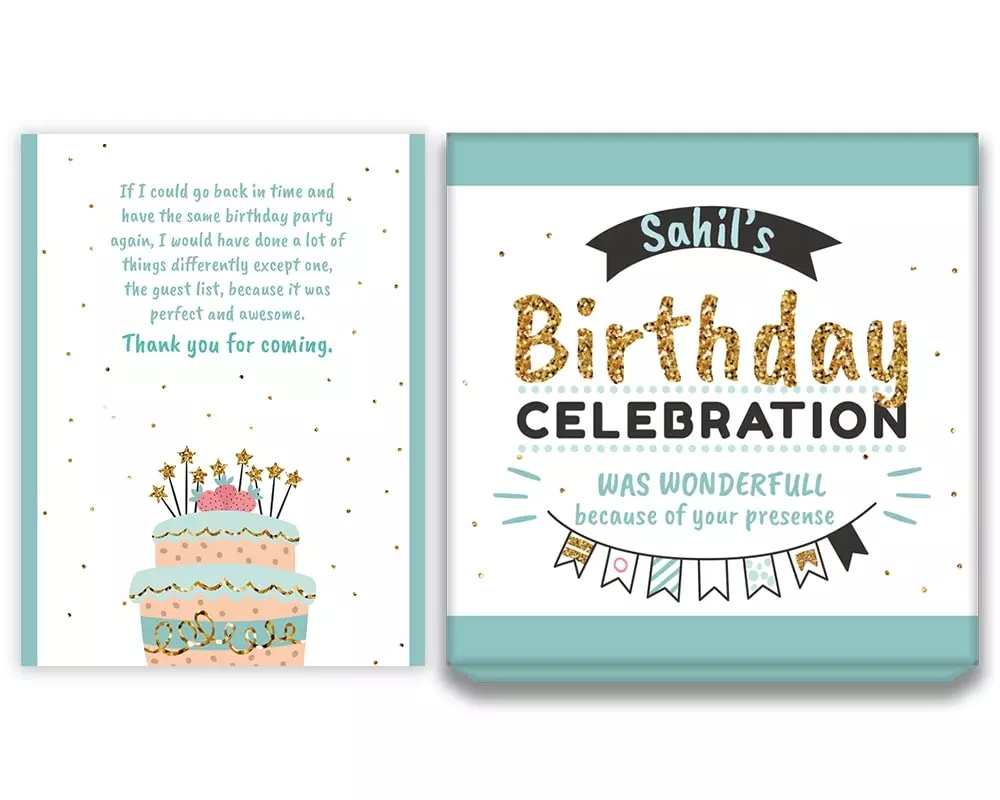 If I could go back in time and
have the same birthday party
again, I would have done a lot of
things differently except one,
the guest list, because it was
perfect and awesome.
Thank you for coming.
Sahil's
Birthday
CELEBRATION
WAS WONDERFULL
because of your presense